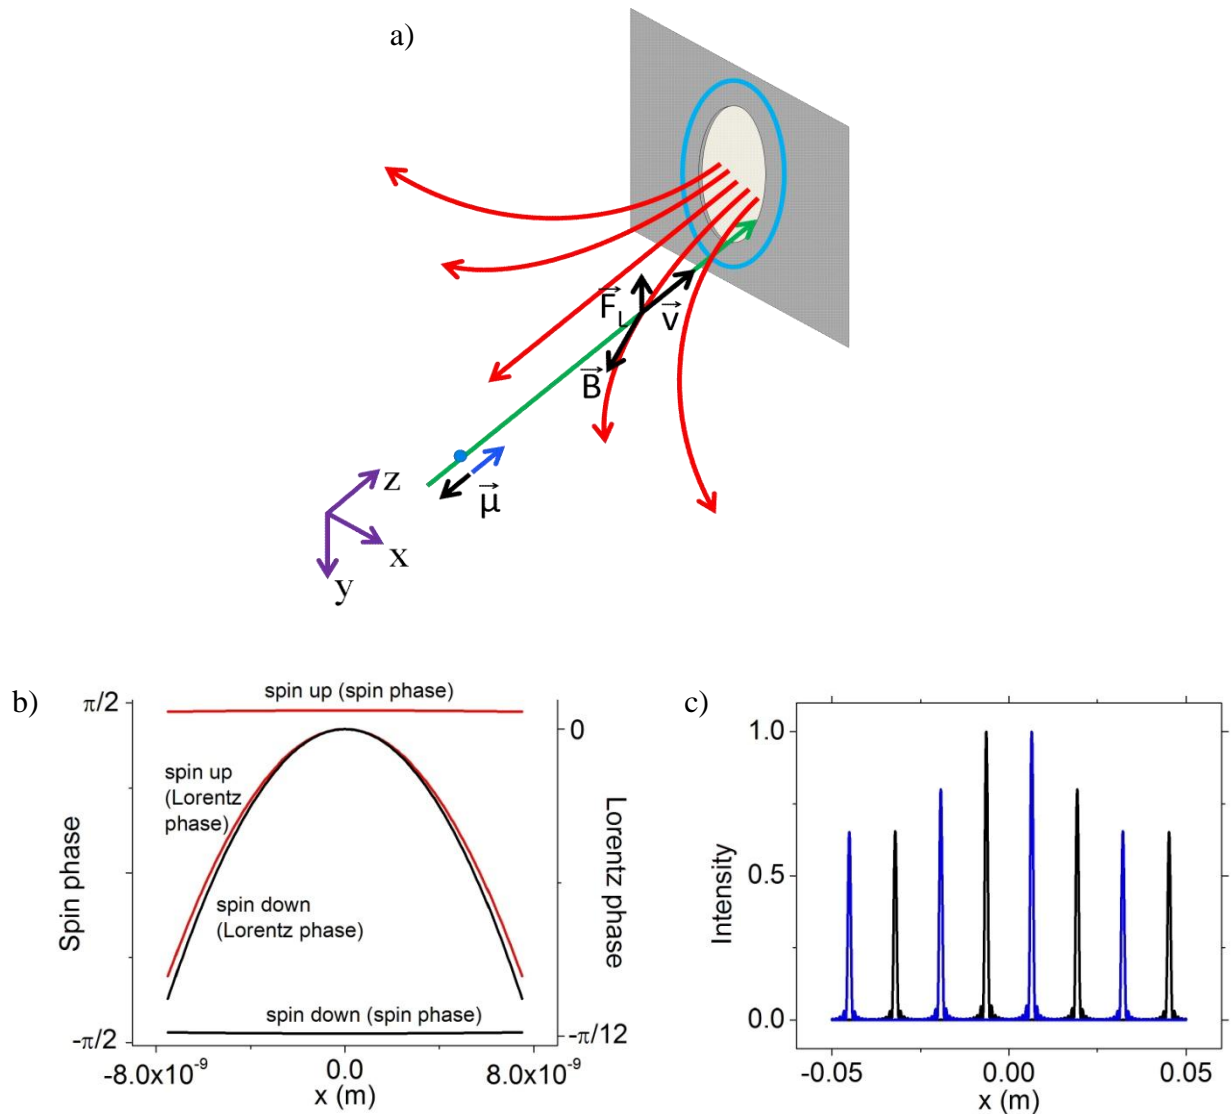 a)
F⃗L
v⃗
B⃗
μ⃗
z
x
y
b)
π/2
spin up (spin phase)
0
spin up
(Lorentz
phase)
Spin phase
Lorentz phase
spin down
(Lorentz phase)
spin down (spin phase)
-π/2
-π/12
-8.0x10⁻⁹
0.0
8.0x10⁻⁹
x (m)
c)
1.0
Intensity
0.5
0.0
-0.05
0.00
0.05
x (m)